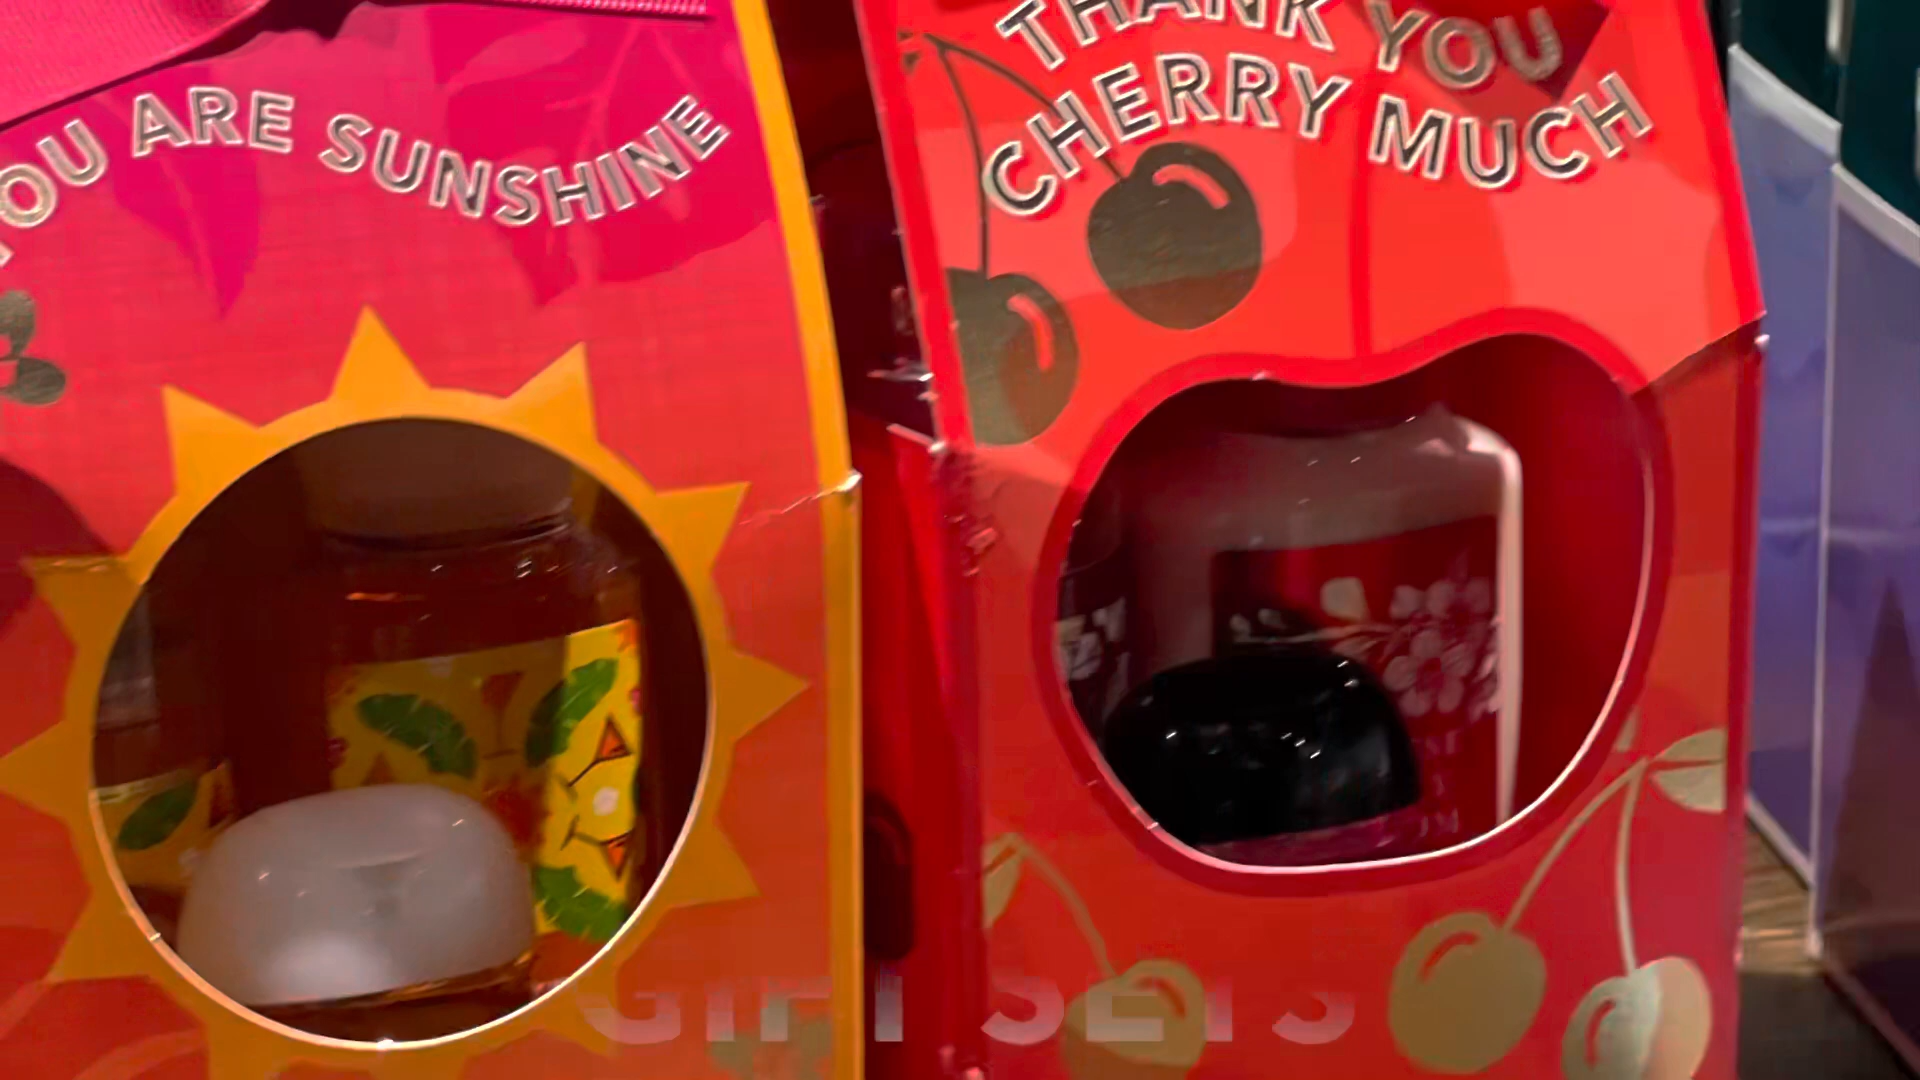 YOU ARE SUNSHINE
THANK YOU
CHERRY MUCH
GIFT SETS